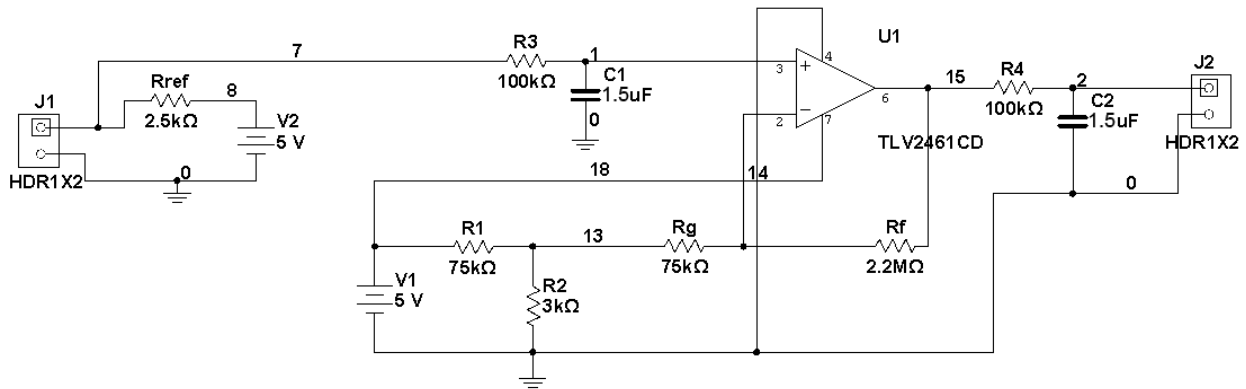 J1
HDR1X2
7
Rref
2.5kΩ
8
V2
5 V
0
R3
100kΩ
1
C1
1.5uF
0
U1
4
3
2
6
7
TLV2461CD
15
R4
100kΩ
2
C2
1.5uF
0
J2
HDR1X2
18
14
R1
75kΩ
13
Rg
75kΩ
Rf
2.2MΩ
V1
5 V
R2
3kΩ